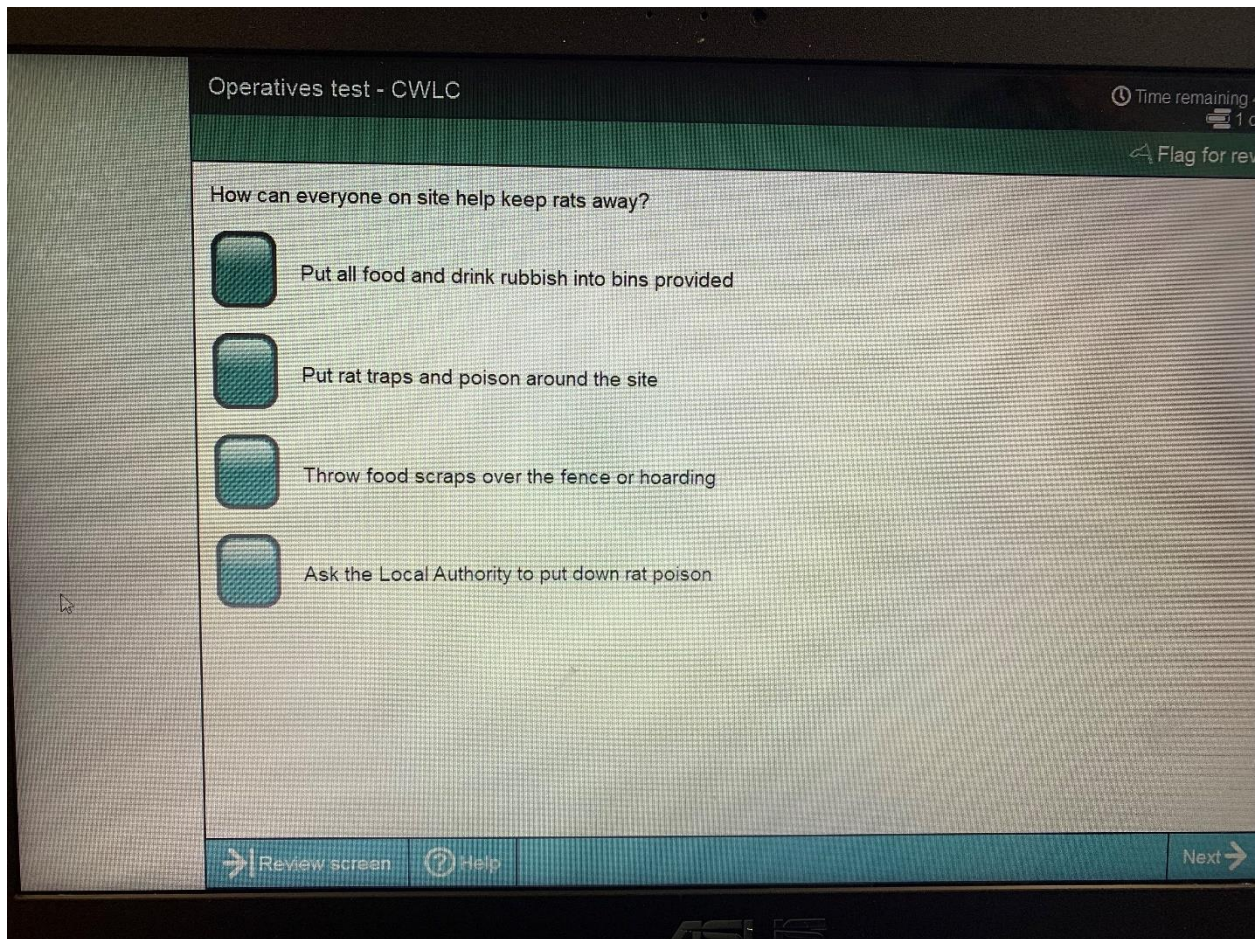 Operatives test - CWLC
Time remaining
1
Flag for rev
How can everyone on site help keep rats away?
Put all food and drink rubbish into bins provided
Put rat traps and poison around the site
Throw food scraps over the fence or hoarding
Ask the Local Authority to put down rat poison
Review screen
? Help
Next
ASUS